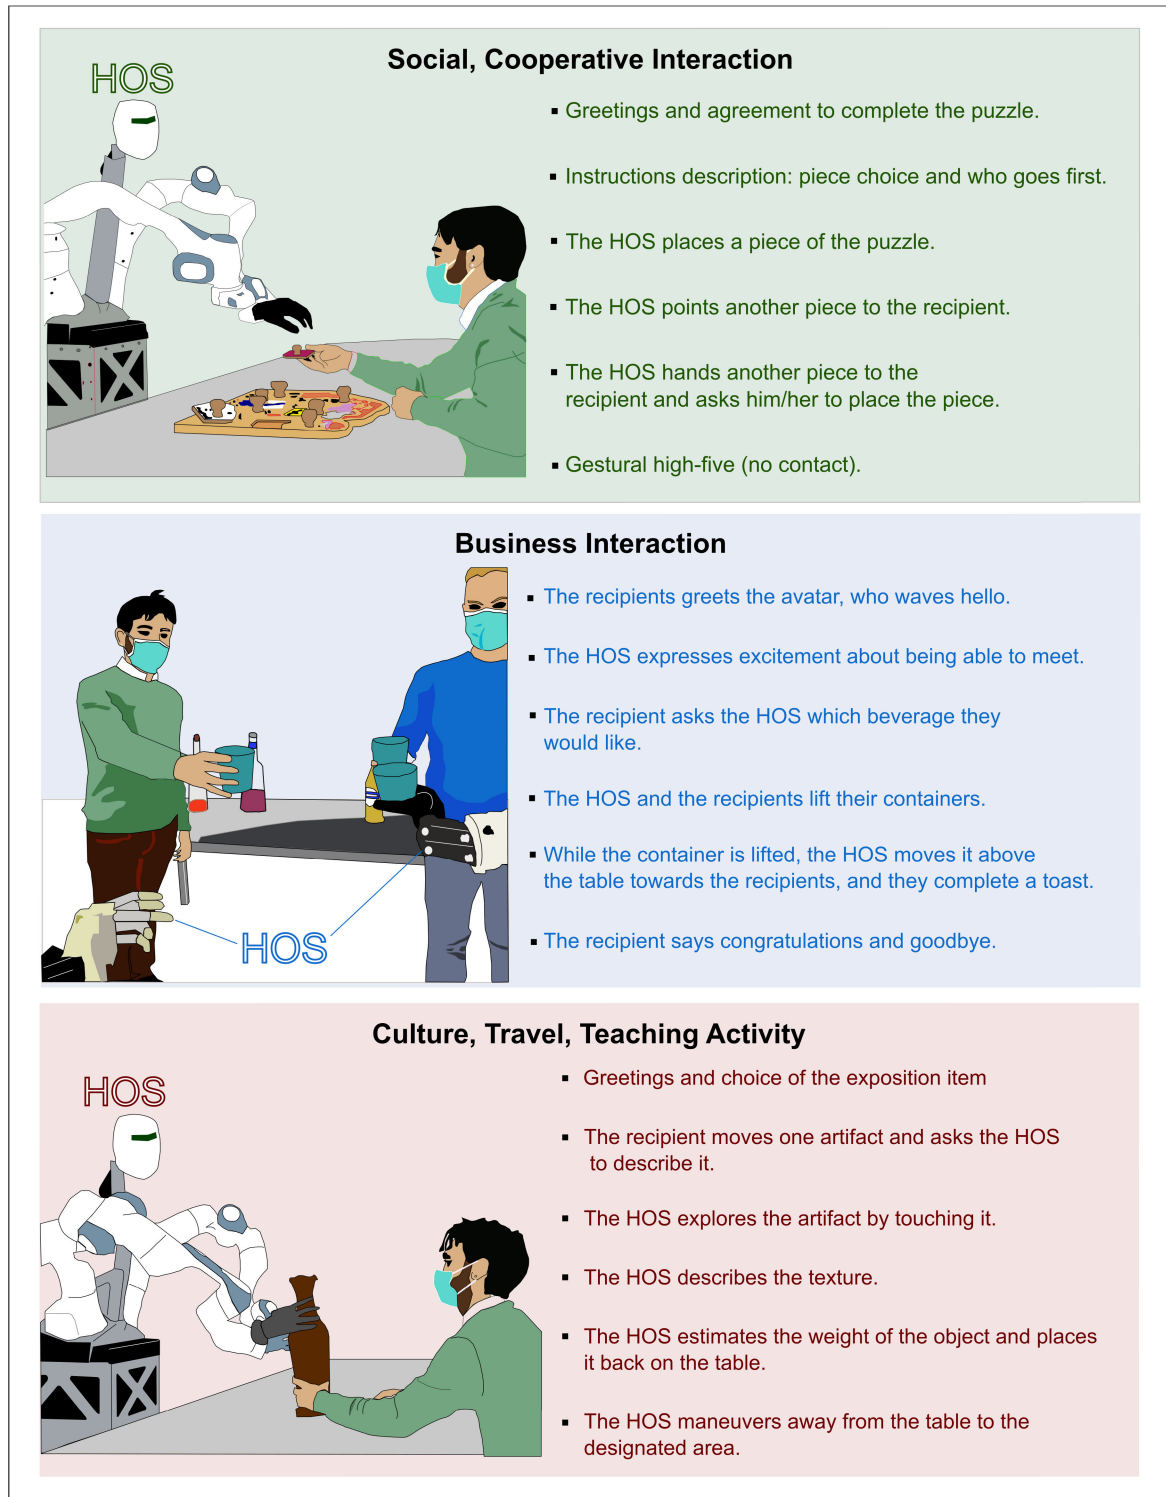 Social, Cooperative Interaction
HOS
▪ Greetings and agreement to complete the puzzle.
▪ Instructions description: piece choice and who goes first.
▪ The HOS places a piece of the puzzle.
▪ The HOS points another piece to the recipient.
▪ The HOS hands another piece to the
recipient and asks him/her to place the piece.
▪ Gestural high-five (no contact).
Business Interaction
▪ The recipients greets the avatar, who waves hello.
▪ The HOS expresses excitement about being able to meet.
▪ The recipient asks the HOS which beverage they
would like.
▪ The HOS and the recipients lift their containers.
▪ While the container is lifted, the HOS moves it above
the table towards the recipients, and they complete a toast.
▪ The recipient says congratulations and goodbye.
HOS
Culture, Travel, Teaching Activity
HOS
▪ Greetings and choice of the exposition item
▪ The recipient moves one artifact and asks the HOS
to describe it.
▪ The HOS explores the artifact by touching it.
▪ The HOS describes the texture.
▪ The HOS estimates the weight of the object and places
it back on the table.
▪ The HOS maneuvers away from the table to the
designated area.